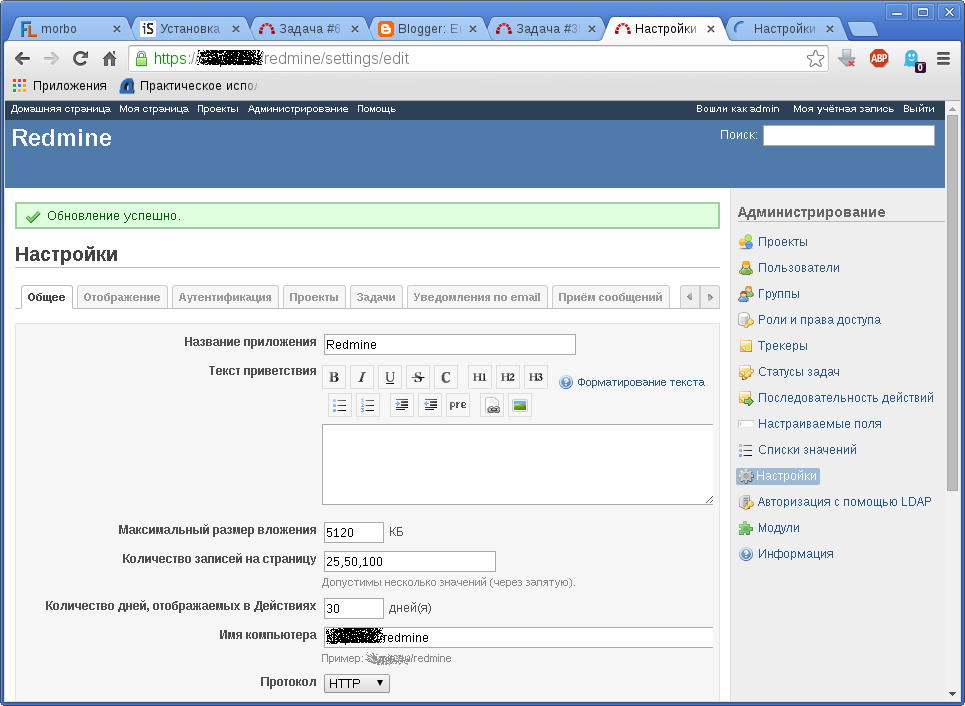 morbo
Установка
Задача #6
Blogger: Ex
Задача #3
Настройки
Настройки
https:// /redmine/settings/edit
ABP
0
Приложения Практическое испо
Домашняя страница Моя страница Проекты Администрирование Помощь
Вошли как admin Моя учётная запись Выйти
Redmine
Поиск:
Обновление успешно.
Настройки
Общее Отображение Аутентификация Проекты Задачи Уведомления по email Приём сообщений
Название приложения Redmine
Текст приветствия B I U S C H1 H2 H3 Форматирование текста
pre
Максимальный размер вложения 5120 КБ
Количество записей на страницу 25,50,100
Допустимы несколько значений (через запятую).
Количество дней, отображаемых в Действиях 30 дней(я)
Имя компьютера /redmine
Пример: /redmine
Протокол HTTP
Администрирование
Проекты
Пользователи
Группы
Роли и права доступа
Трекеры
Статусы задач
Последовательность действий
Настраиваемые поля
Списки значений
Настройки
Авторизация с помощью LDAP
Модули
Информация